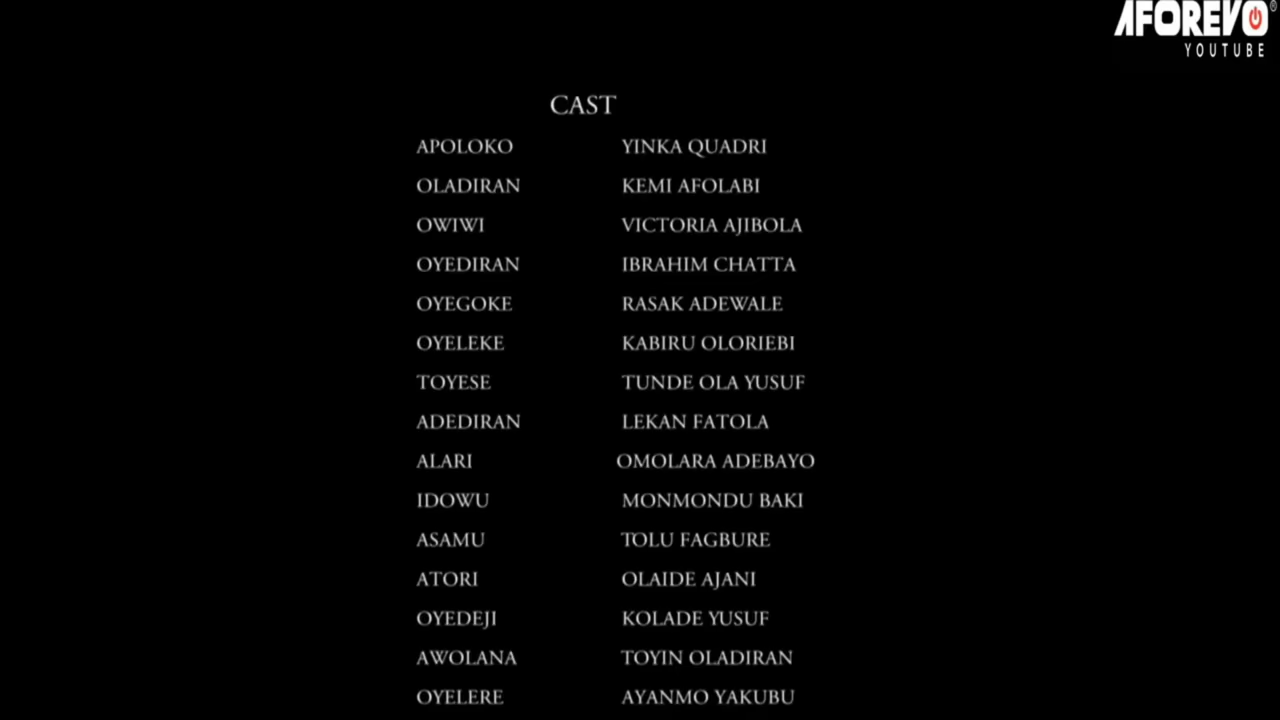 AFOREVO®
YOUTUBE
CAST
APOLOKO YINKA QUADRI
OLADIRAN KEMI AFOLABI
OWIWI VICTORIA AJIBOLA
OYEDIRAN IBRAHIM CHATTA
OYEGOKE RASAK ADEWALE
OYELEKE KABIRU OLORIEBI
TOYESE TUNDE OLA YUSUF
ADEDIRAN LEKAN FATOLA
ALARI OMOLARA ADEBAYO
IDOWU MONMONDU BAKI
ASAMU TOLU FAGBURE
ATORI OLAIDE AJANI
OYEDEJI KOLADE YUSUF
AWOLANA TOYIN OLADIRAN
OYELERE AYANMO YAKUBU